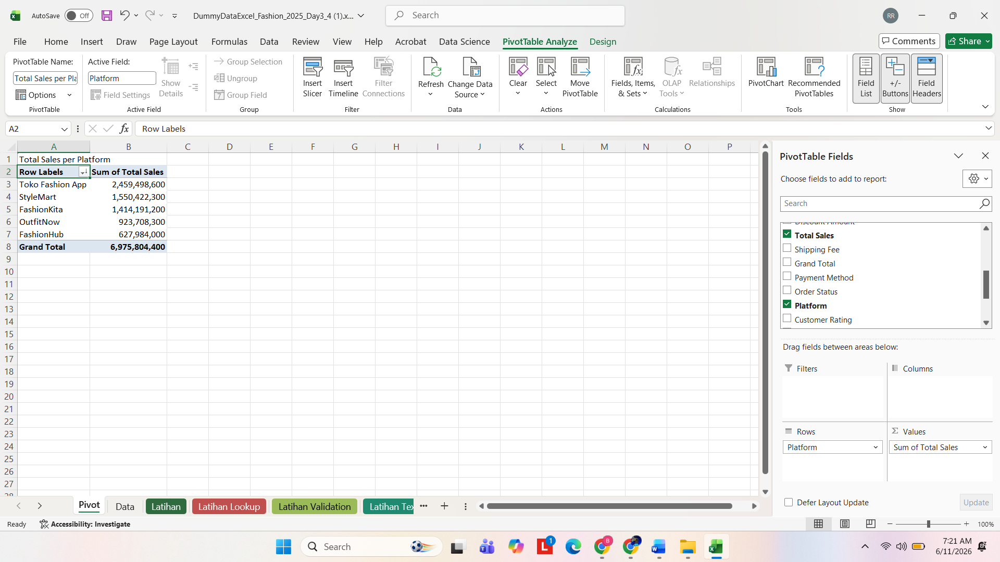 AutoSave Off DummyDataExcel_Fashion_2025_Day3_4 (1).x... Search RR
File Home Insert Draw Page Layout Formulas Data Review View Help Acrobat Data Science PivotTable Analyze Design Comments Share
PivotTable Name:
Total Sales per Pla
Options
PivotTable
Active Field:
Platform
Field Settings
Show Details
Active Field
Group Selection
Ungroup
Group Field
Group
Insert Slicer
Insert Timeline
Filter Connections
Filter
Refresh
Change Data Source
Data
Clear
Select
Move PivotTable
Actions
Fields, Items, & Sets
OLAP Tools
Relationships
Calculations
PivotChart
Recommended PivotTables
Tools
Field List
+/- Buttons
Field Headers
Show
A2 fx Row Labels
A B C D E F G H I J K L M N O P
1 Total Sales per Platform
2 Row Labels Sum of Total Sales
3 Toko Fashion App 2,459,498,600
4 StyleMart 1,550,422,300
5 FashionKita 1,414,191,200
6 OutfitNow 923,708,300
7 FashionHub 627,984,000
8 Grand Total 6,975,804,400
9
10
11
12
13
14
15
16
17
18
19
20
21
22
23
24
25
26
27
28
PivotTable Fields
Choose fields to add to report:
Search
Discount Amount
Total Sales
Shipping Fee
Grand Total
Payment Method
Order Status
Platform
Customer Rating
Drag fields between areas below:
Filters
Columns
Rows
Platform
Values
Sum of Total Sales
Defer Layout Update Update
Pivot Data Latihan Latihan Lookup Latihan Validation Latihan Tex
Ready Accessibility: Investigate 100%
Search
1
B
7:21 AM
6/11/2026